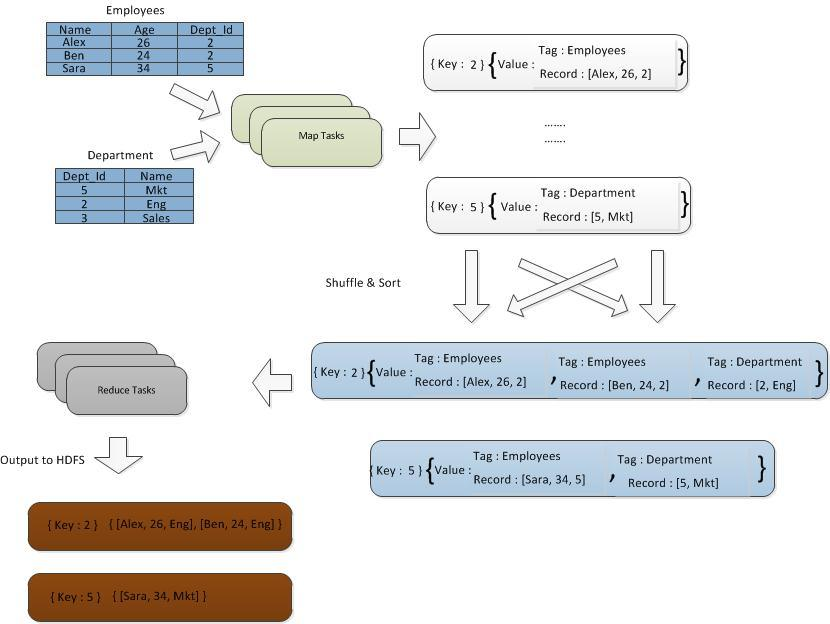 Employees
Name Age Dept_Id
Alex 26 2
Ben 24 2
Sara 34 5
Department
Dept_Id Name
5 Mkt
2 Eng
3 Sales
Map Tasks
{ Key : 2 } { Value : Tag : Employees
Record : [Alex, 26, 2] }
.......
.......
{ Key : 5 } { Value : Tag : Department
Record : [5, Mkt] }
Shuffle & Sort
{ Key : 2 } { Value : Tag : Employees
Record : [Alex, 26, 2] , Tag : Employees
Record : [Ben, 24, 2] , Tag : Department
Record : [2, Eng] }
{ Key : 5 } { Value : Tag : Employees
Record : [Sara, 34, 5] , Tag : Department
Record : [5, Mkt] }
Reduce Tasks
Output to HDFS
{ Key : 2 } { [Alex, 26, Eng], [Ben, 24, Eng] }
{ Key : 5 } { [Sara, 34, Mkt] }